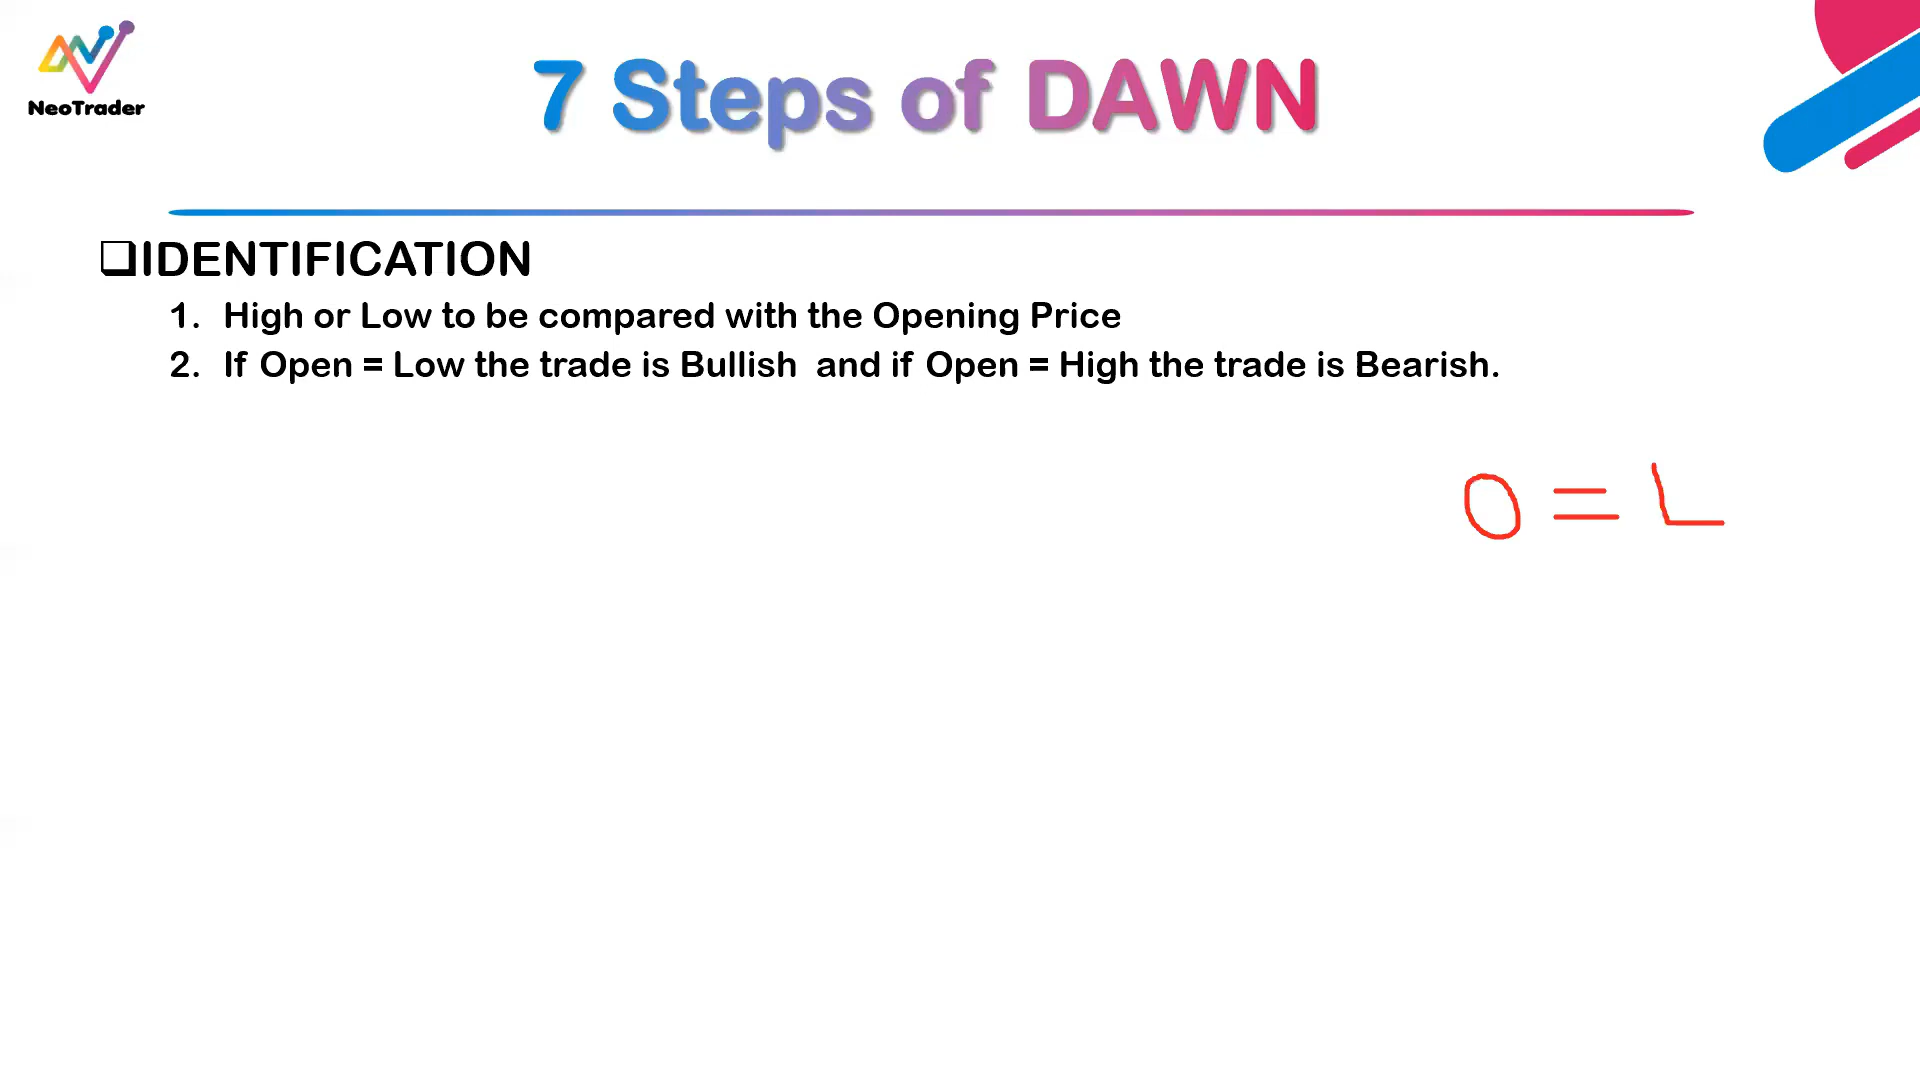 NeoTrader
7 Steps of DAWN
IDENTIFICATION
1. High or Low to be compared with the Opening Price
2. If Open = Low the trade is Bullish and if Open = High the trade is Bearish.
O = L